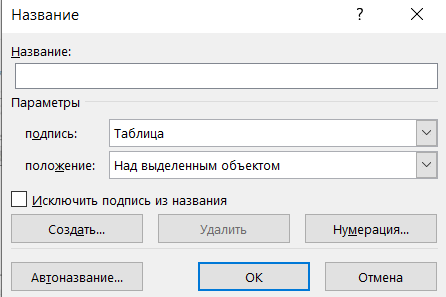 Название
?
Название:
Параметры
подпись: Таблица
положение: Над выделенным объектом
Исключить подпись из названия
Создать... Удалить Нумерация...
Автоназвание... ОК Отмена